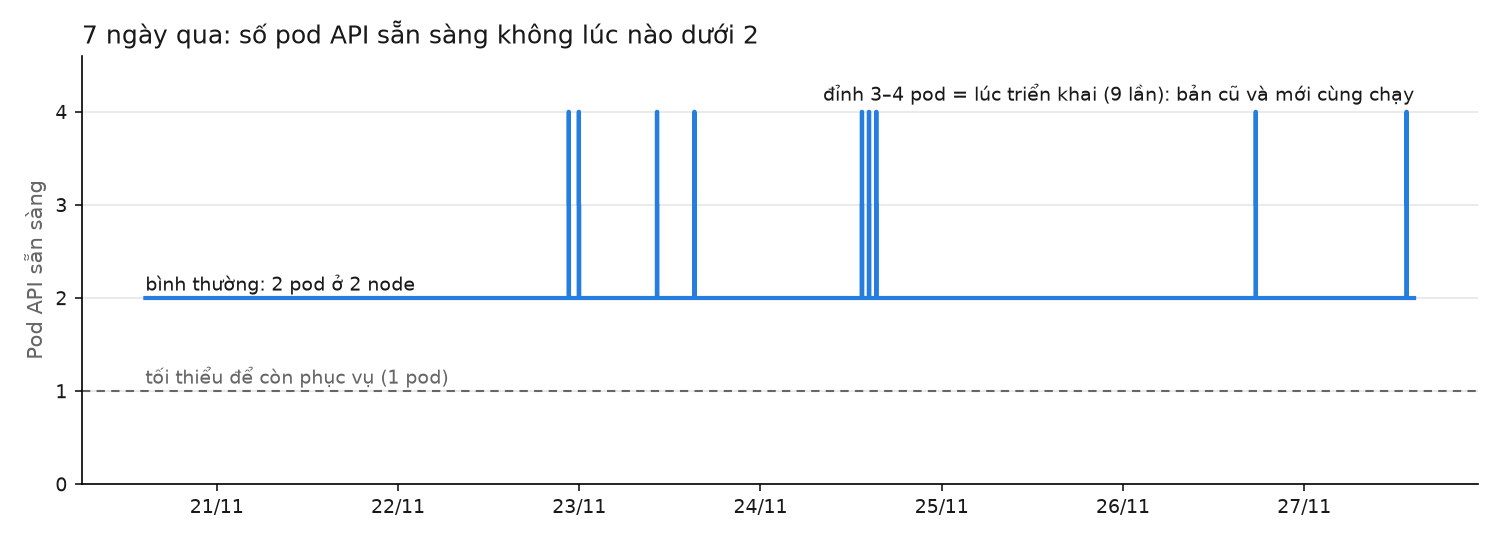 7 ngày qua: số pod API sẵn sàng không lúc nào dưới 2
đỉnh 3–4 pod = lúc triển khai (9 lần): bản cũ và mới cùng chạy
Pod API sẵn sàng
4
3
bình thường: 2 pod ở 2 node
2
tối thiểu để còn phục vụ (1 pod)
1
0
21/11 22/11 23/11 24/11 25/11 26/11 27/11